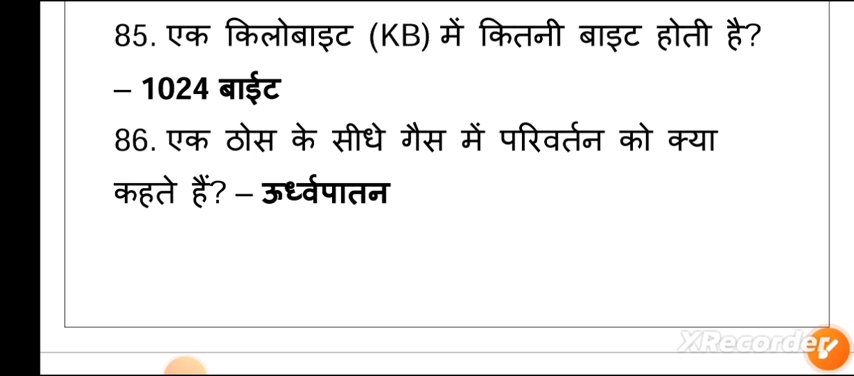 85. एक किलोबाइट (KB) में कितनी बाइट होती है?
– 1024 बाईट
86. एक ठोस के सीधे गैस में परिवर्तन को क्या
कहते हैं? – ऊर्ध्वपातन
XRecorder